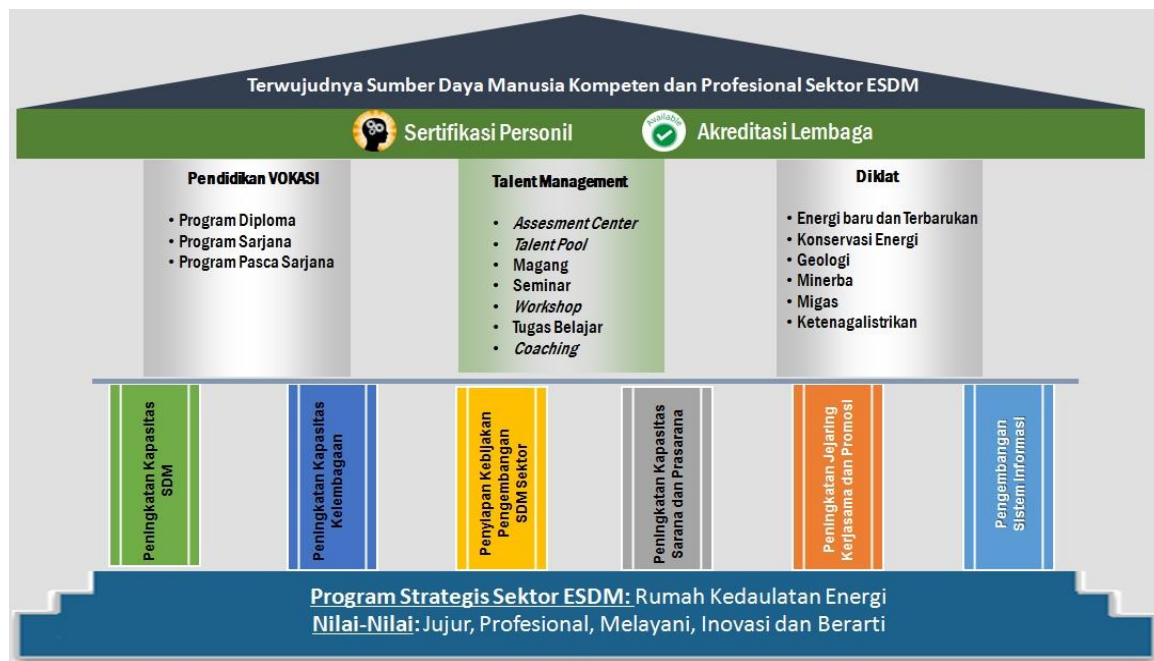 Terwujudnya Sumber Daya Manusia Kompeten dan Profesional Sektor ESDM
Sertifikasi Personil
Available
Akreditasi Lembaga
Pendidikan VOKASI
• Program Diploma
• Program Sarjana
• Program Pasca Sarjana
Talent Management
• Assesment Center
• Talent Pool
• Magang
• Seminar
• Workshop
• Tugas Belajar
• Coaching
Diklat
• Energi baru dan Terbarukan
• Konservasi Energi
• Geologi
• Minerba
• Migas
• Ketenagalistrikan
Peningkatan Kapasitas
SDM
Peningkatan Kapasitas
Kelembagaan
Penyiapan Kebijakan
Pengembangan
SDM Sektor
Peningkatan Kapasitas
Sarana dan Prasarana
Peningkatan Jejaring
Kerjasama dan Promosi
Pengembangan
Sistem Informasi
Program Strategis Sektor ESDM: Rumah Kedaulatan Energi
Nilai-Nilai: Jujur, Profesional, Melayani, Inovasi dan Berarti